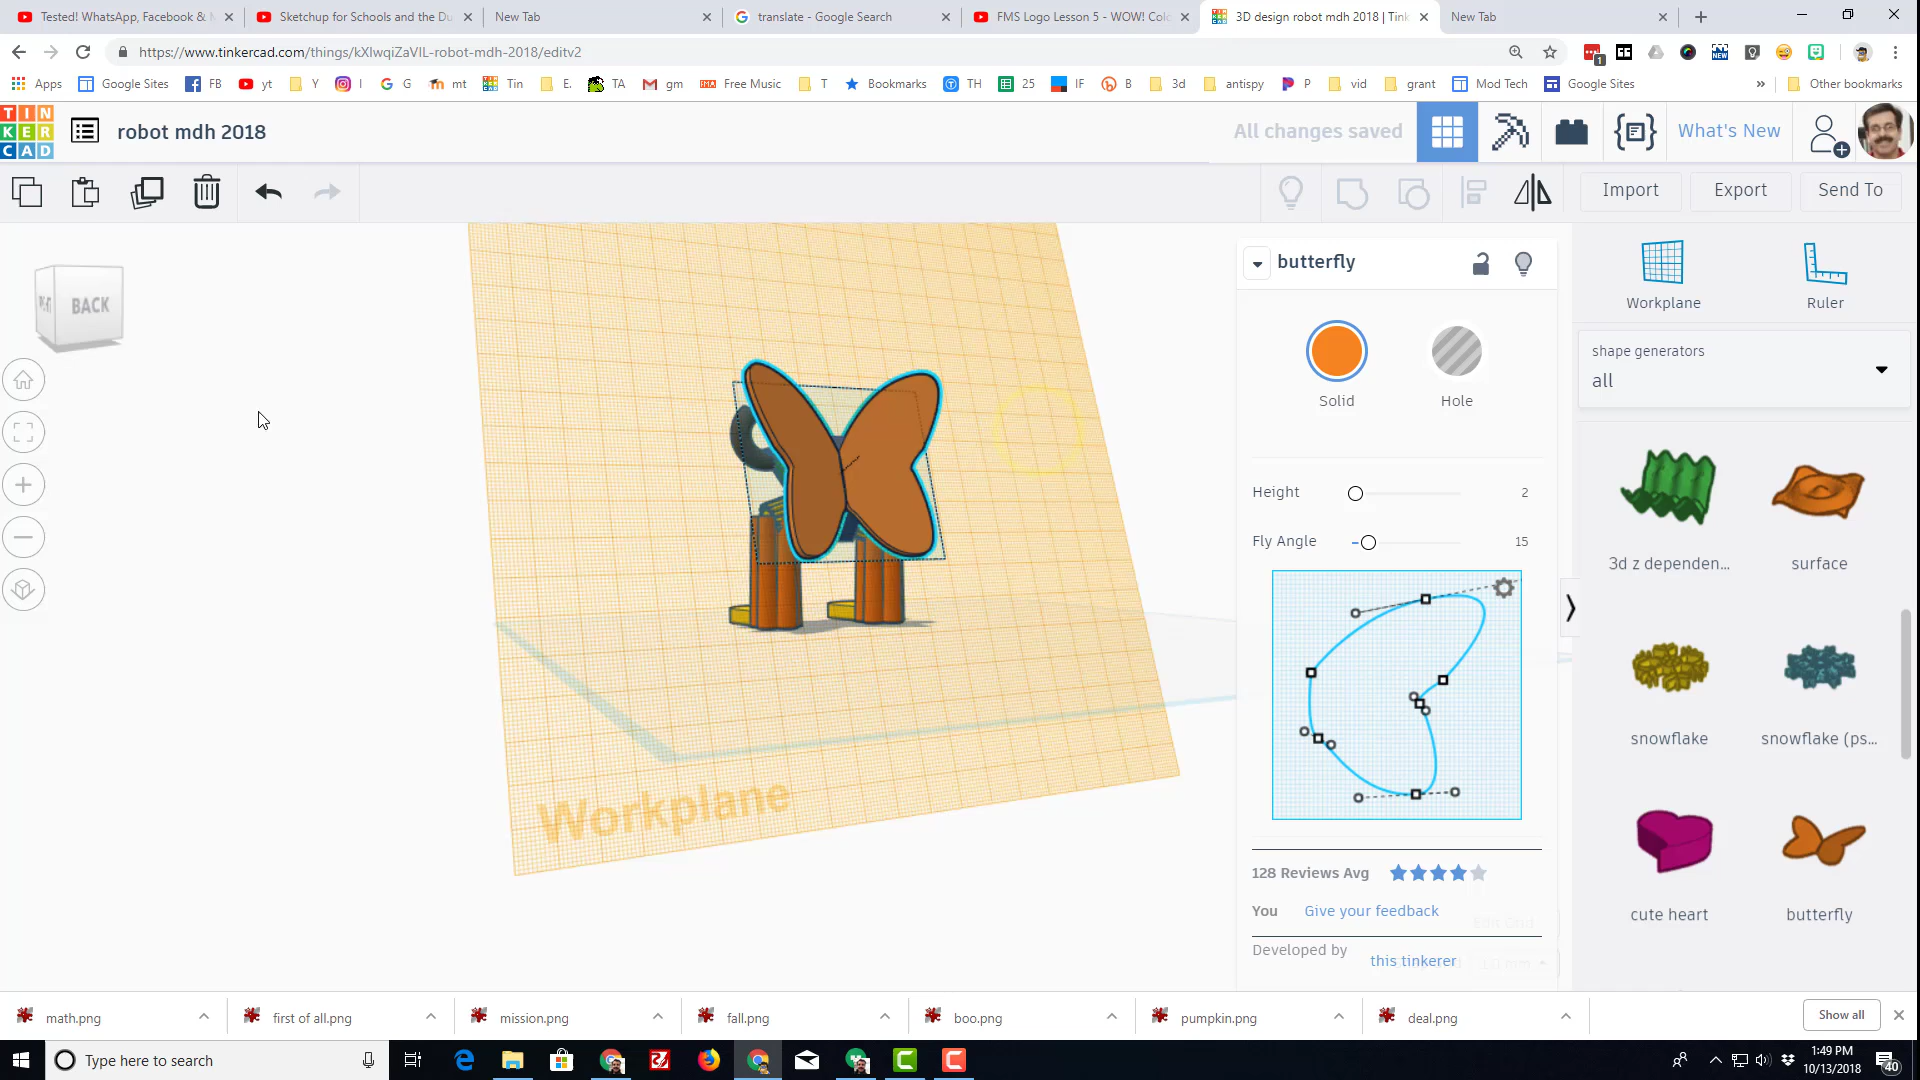 Tested! WhatsApp, Facebook &
Sketchup for Schools and the Du
New Tab
translate - Google Search
FMS Logo Lesson 5 - WOW! Colo
3D design robot mdh 2018 | Tink
New Tab
https://www.tinkercad.com/things/kXlwqiZaVIL-robot-mdh-2018/editv2
1
Apps
Google Sites
FB
yt
Y
I
G
mt
Tin
E.
TA
gm
Free Music
T
Bookmarks
TH
25
IF
B
3d
antispy
P
vid
grant
Mod Tech
Google Sites
»
Other bookmarks
TIN
KER
CAD
robot mdh 2018
All changes saved
What's New
Import
Export
Send To
BACK
Workplane
butterfly
Solid
Hole
Height
2
Fly Angle
15
128 Reviews Avg
You
Give your feedback
Edit Grid
Developed by
this tinkerer
Workplane
Ruler
shape generators
all
3d z dependen...
surface
snowflake
snowflake (ps...
cute heart
butterfly
math.png
first of all.png
mission.png
fall.png
boo.png
pumpkin.png
deal.png
Show all
Type here to search
1:49 PM
10/13/2018
40